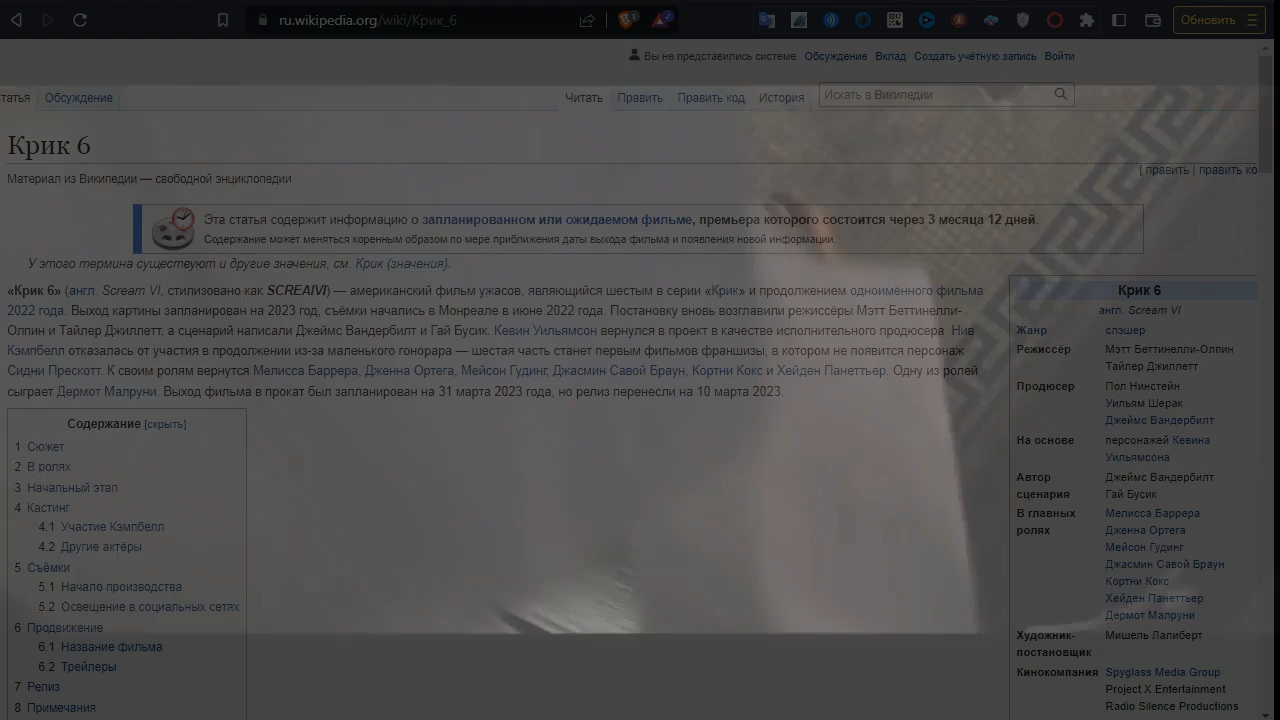 ru.wikipedia.org/wiki/Крик_6
Обновить
Вы не представились системе Обсуждение Вклад Создать учётную запись Войти
татья Обсуждение Читать Править Править код История Искать в Википедии
Крик 6
[ править | править ко
Материал из Википедии — свободной энциклопедии
Эта статья содержит информацию о запланированном или ожидаемом фильме, премьера которого состоится через 3 месяца 12 дней.
Содержание может меняться коренным образом по мере приближения даты выхода фильма и появления новой информации.
У этого термина существуют и другие значения, см. Крик (значения).
«Крик 6» (англ. Scream VI, стилизовано как SCREAIVI) — американский фильм ужасов, являющийся шестым в серии «Крик» и продолжением одноимённого фильма
2022 года. Выход картины запланирован на 2023 год, съёмки начались в Монреале в июне 2022 года. Постановку вновь возглавили режиссёры Мэтт Беттинелли-
Олпин и Тайлер Джиллетт, а сценарий написали Джеймс Вандербилт и Гай Бусик. Кевин Уильямсон вернулся в проект в качестве исполнительного продюсера. Нив
Кэмпбелл отказалась от участия в продолжении из-за маленького гонорара — шестая часть станет первым фильмов франшизы, в котором не появится персонаж
Сидни Прескотт. К своим ролям вернутся Мелисса Баррера, Дженна Ортега, Мейсон Гудинг, Джасмин Савой Браун, Кортни Кокс и Хейден Панеттьер. Одну из ролей
сыграет Дермот Малруни. Выход фильма в прокат был запланирован на 31 марта 2023 года, но релиз перенесли на 10 марта 2023.
Содержание [скрыть]
1 Сюжет
2 В ролях
3 Начальный этап
4 Кастинг
4.1 Участие Кэмпбелл
4.2 Другие актёры
5 Съёмки
5.1 Начало производства
5.2 Освещение в социальных сетях
6 Продвижение
6.1 Название фильма
6.2 Трейлеры
7 Релиз
8 Примечания
Крик 6
англ. Scream VI
Жанр слэшер
Режиссёр Мэтт Беттинелли-Олпин
Тайлер Джиллетт
Продюсер Пол Нинстейн
Уильям Шерак
Джеймс Вандербилт
На основе персонажей Кевина
Уильямсона
Автор Джеймс Вандербилт
сценария Гай Бусик
В главных Мелисса Баррера
ролях Дженна Ортега
Мейсон Гудинг
Джасмин Савой Браун
Кортни Кокс
Хейден Панеттьер
Дермот Малруни
Художник- Мишель Лалиберт
постановщик
Кинокомпания Spyglass Media Group
Project X Entertainment
Radio Silence Productions